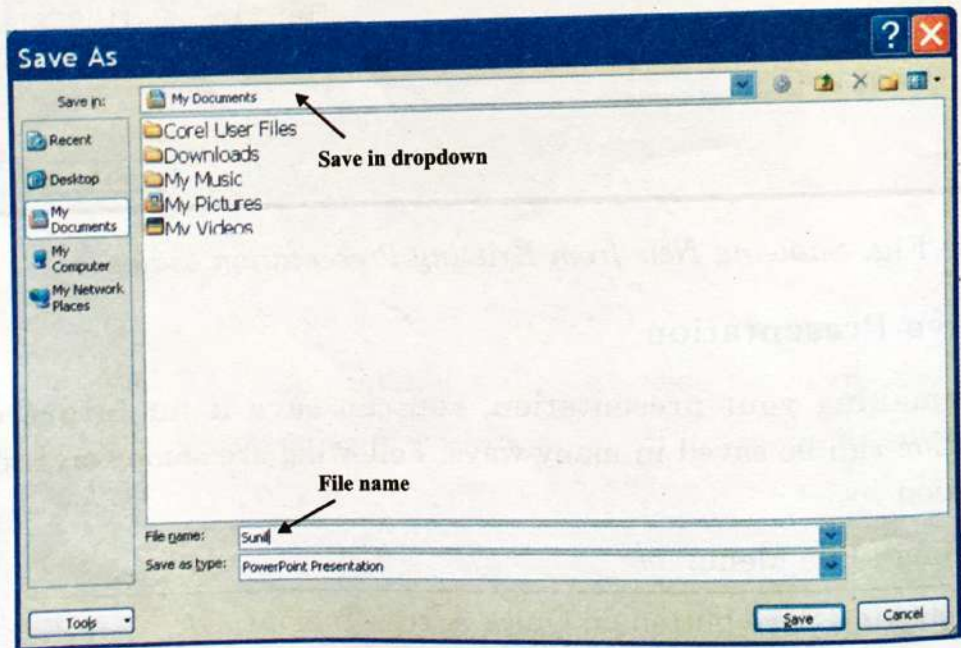 Save As
Save in:
My Documents
Recent
Desktop
My Documents
My Computer
My Network Places
Corel User Files
Downloads
My Music
My Pictures
My Videos
Save in dropdown
File name
File name:
Sunil
Save as type:
PowerPoint Presentation
Tools
Save
Cancel